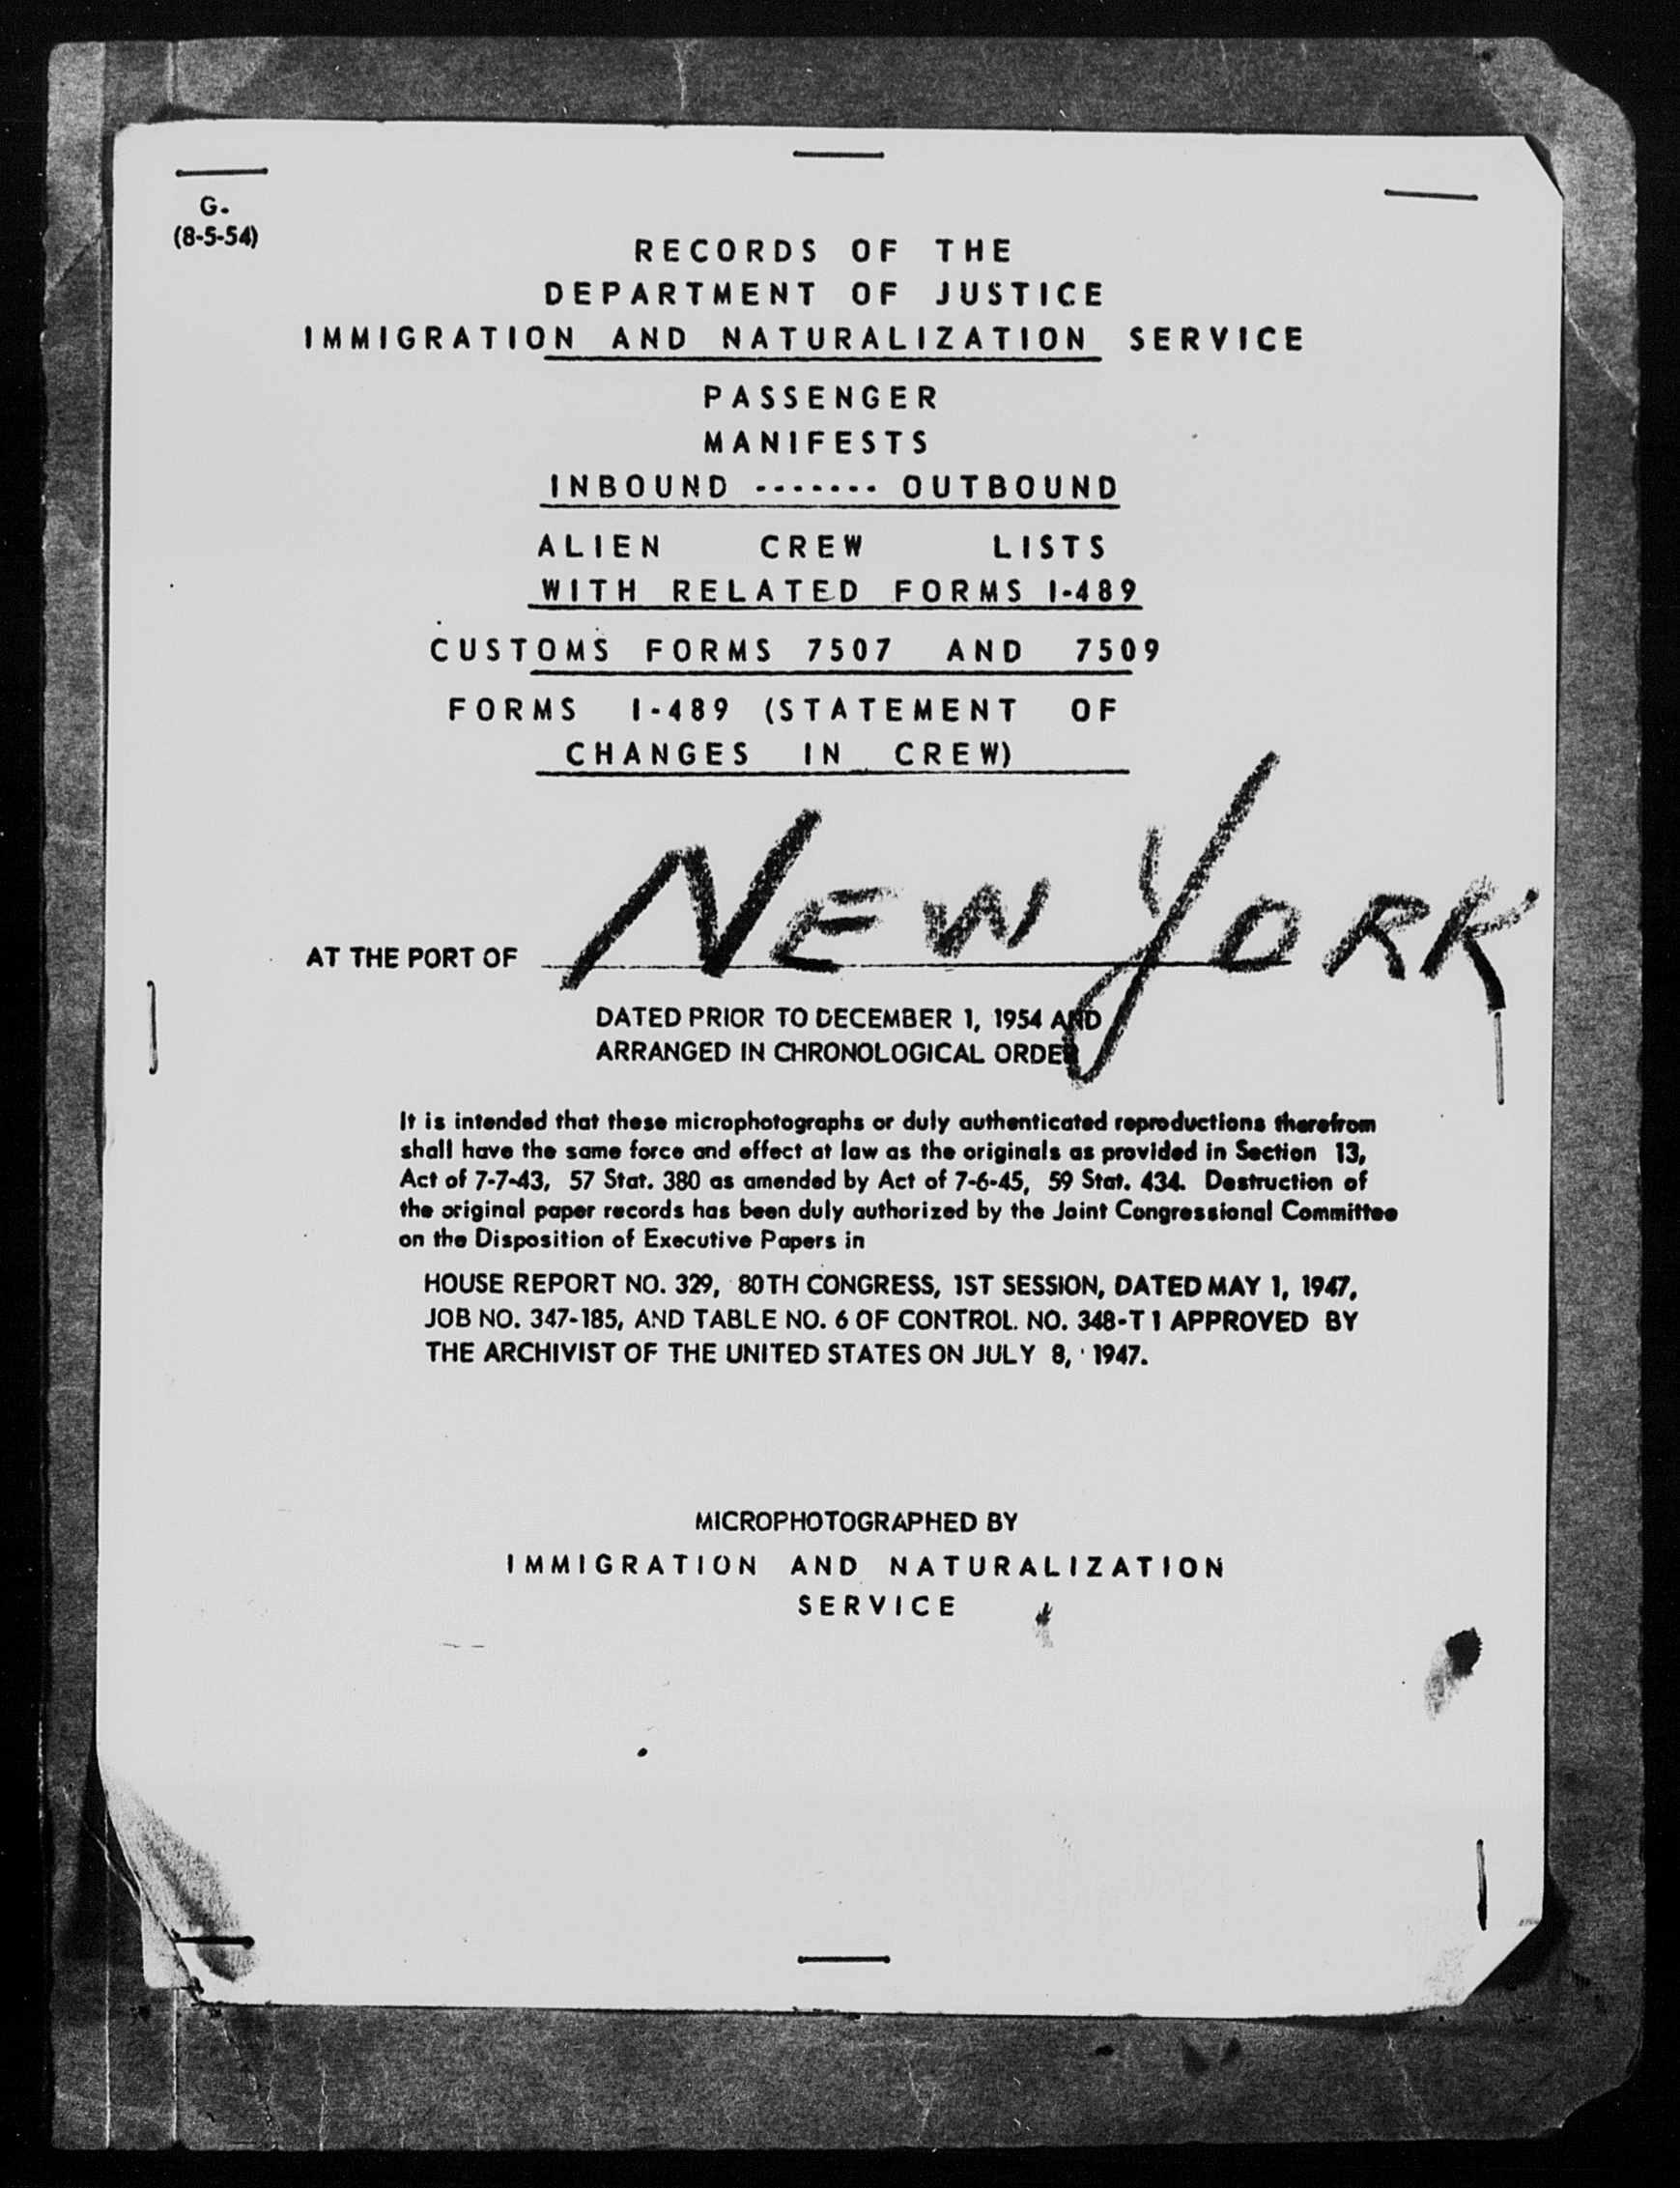 G.
(8-5-54)
RECORDS OF THE
DEPARTMENT OF JUSTICE
IMMIGRATION AND NATURALIZATION SERVICE
PASSENGER
MANIFESTS
INBOUND ------- OUTBOUND
ALIEN CREW LISTS
WITH RELATED FORMS I-489
CUSTOMS FORMS 7507 AND 7509
FORMS I-489 (STATEMENT OF
CHANGES IN CREW)
AT THE PORT OF NEW YORK
DATED PRIOR TO DECEMBER 1, 1954 AND
ARRANGED IN CHRONOLOGICAL ORDER
It is intended that these microphotographs or duly authenticated reproductions therefrom
shall have the same force and effect at law as the originals as provided in Section 13,
Act of 7-7-43, 57 Stat. 380 as amended by Act of 7-6-45, 59 Stat. 434. Destruction of
the original paper records has been duly authorized by the Joint Congressional Committee
on the Disposition of Executive Papers in
HOUSE REPORT NO. 329, 80TH CONGRESS, 1ST SESSION, DATED MAY 1, 1947,
JOB NO. 347-185, AND TABLE NO. 6 OF CONTROL. NO. 348-T 1 APPROVED BY
THE ARCHIVIST OF THE UNITED STATES ON JULY 8, 1947.
MICROPHOTOGRAPHED BY
IMMIGRATION AND NATURALIZATION
SERVICE